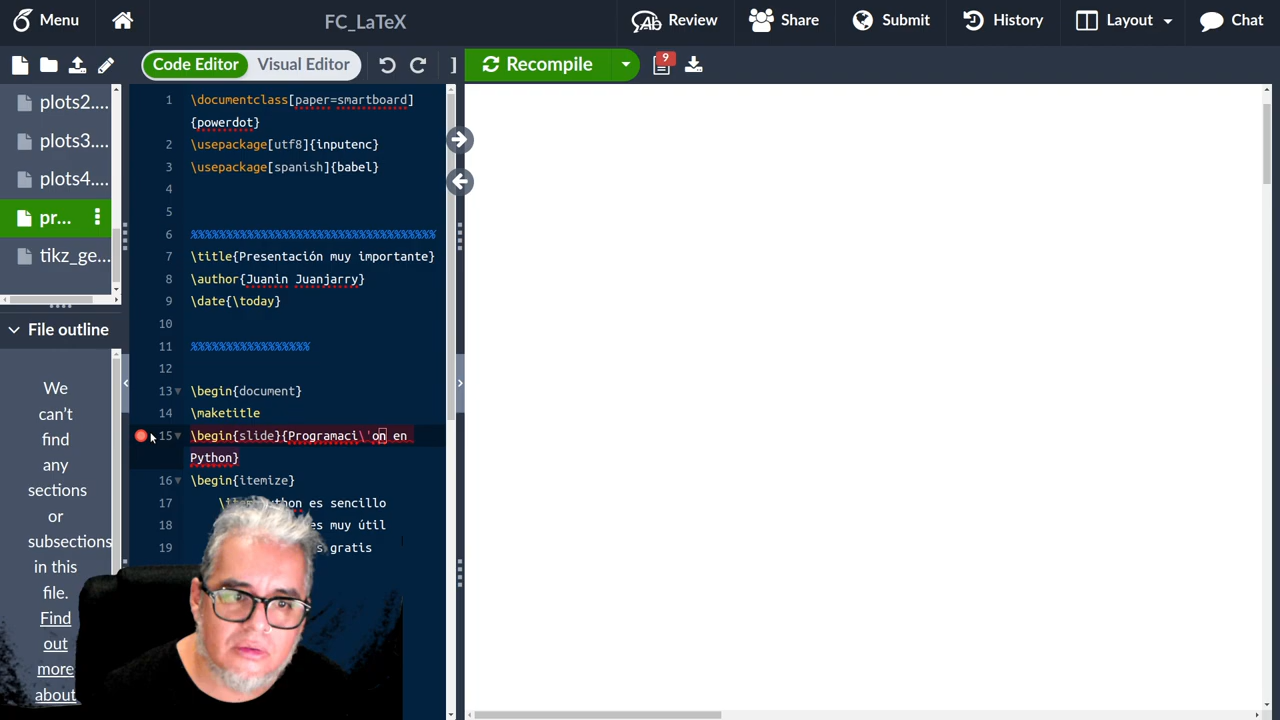 Menu
FC_LaTeX
Review
Share
Submit
History
Layout
Chat
Code Editor
Visual Editor
Recompile
9
plots2....
plots3....
plots4....
pr...
tikz_ge...
File outline
We
can't
find
any
sections
or
subsections
in this
file.
Find
out
more
about
1 \documentclass[paper=smartboard]
{powerdot}
2 \usepackage[utf8]{inputenc}
3 \usepackage[spanish]{babel}
4
5
6 %%%%%%%%%%%%%%%%%%%%%%%%%%%%%%%%%%%
7 \title{Presentación muy importante}
8 \author{Juanin Juanjarry}
9 \date{\today}
10
11 %%%%%%%%%%%%%%%%%
12
13 \begin{document}
14 \maketitle
15 \begin{slide}{Programaci\'on en
Python}
16 \begin{itemize}
17 es sencillo
18 es muy útil
19 gratis